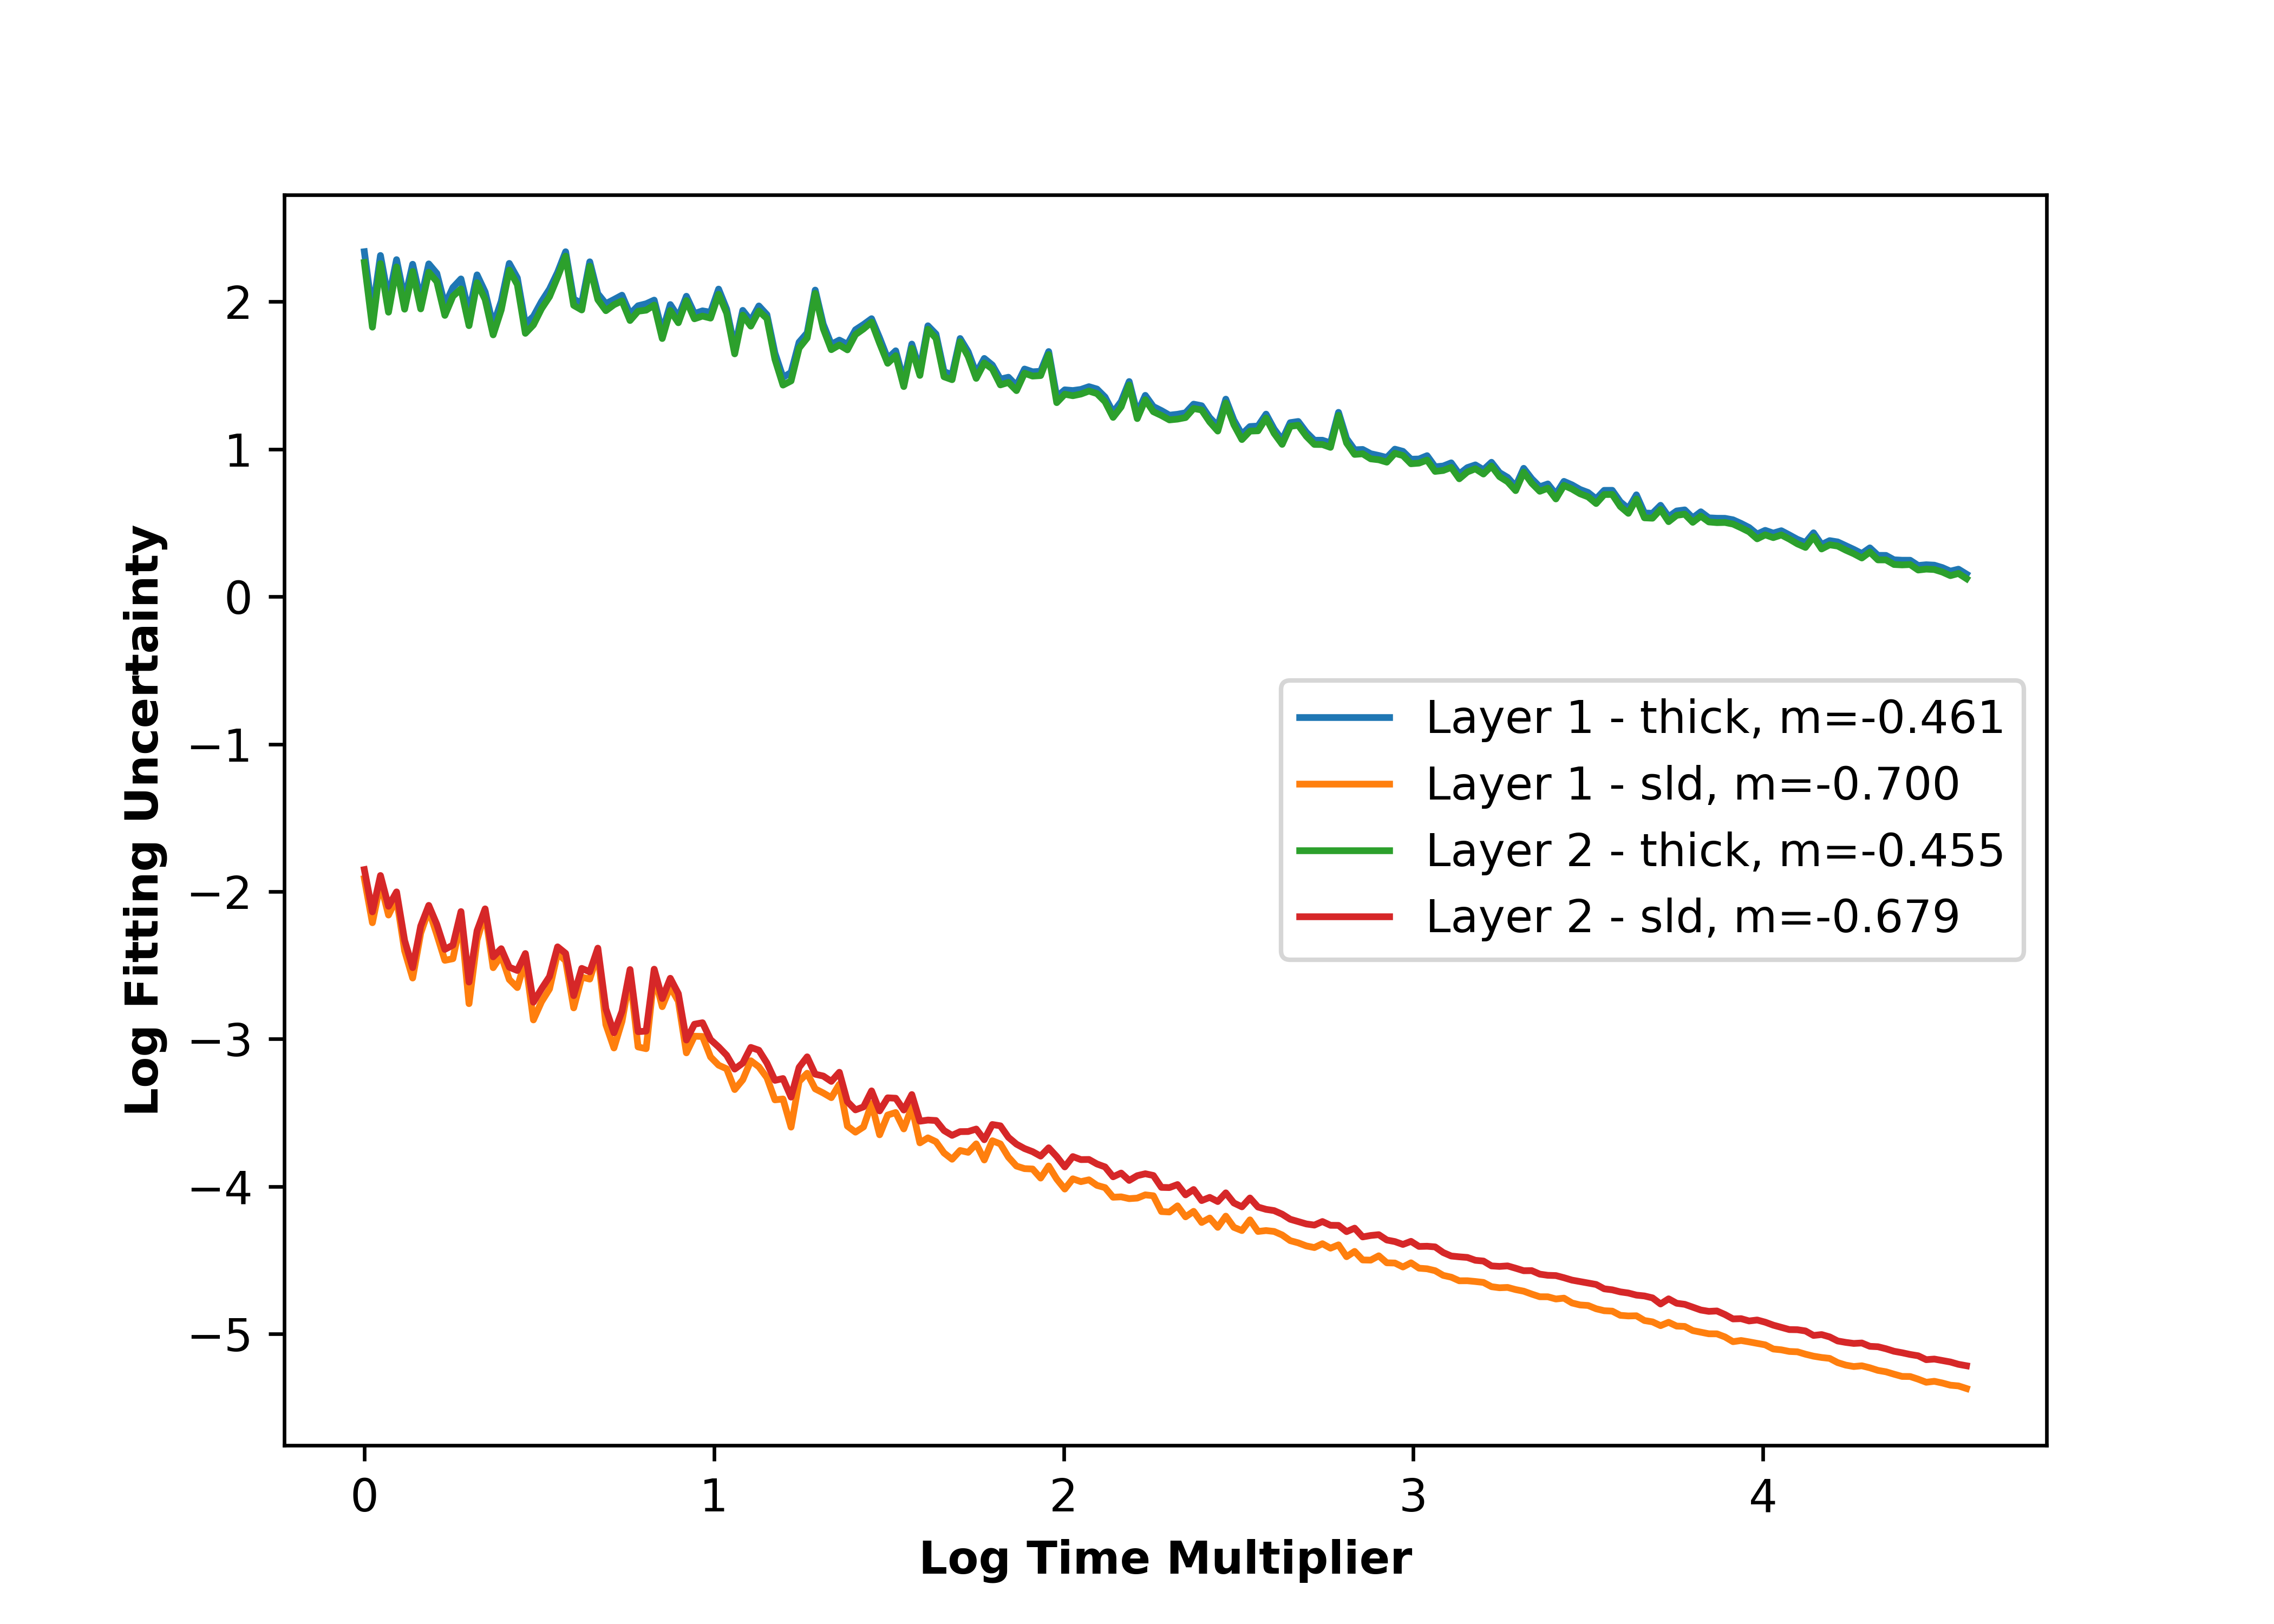 2
1
0
−1
−2
−3
−4
−5
Log Fitting Uncertainty
Layer 1 - thick, m=-0.461
Layer 1 - sld, m=-0.700
Layer 2 - thick, m=-0.455
Layer 2 - sld, m=-0.679
0 1 2 3 4
Log Time Multiplier